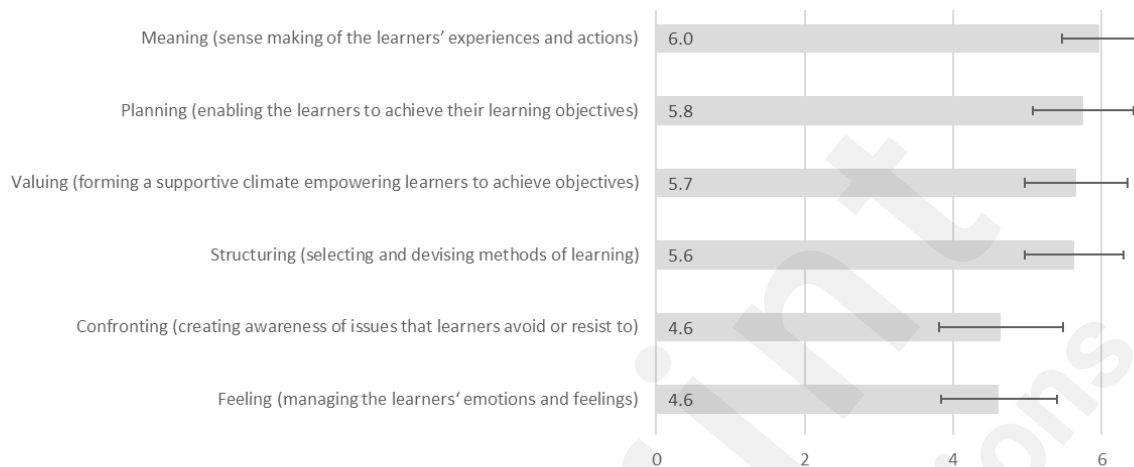 Meaning (sense making of the learners’ experiences and actions)
6.0
Planning (enabling the learners to achieve their learning objectives)
5.8
Valuing (forming a supportive climate empowering learners to achieve objectives)
5.7
Structuring (selecting and devising methods of learning)
5.6
Confronting (creating awareness of issues that learners avoid or resist to)
4.6
Feeling (managing the learners‘ emotions and feelings)
4.6
0 2 4 6
int
ions